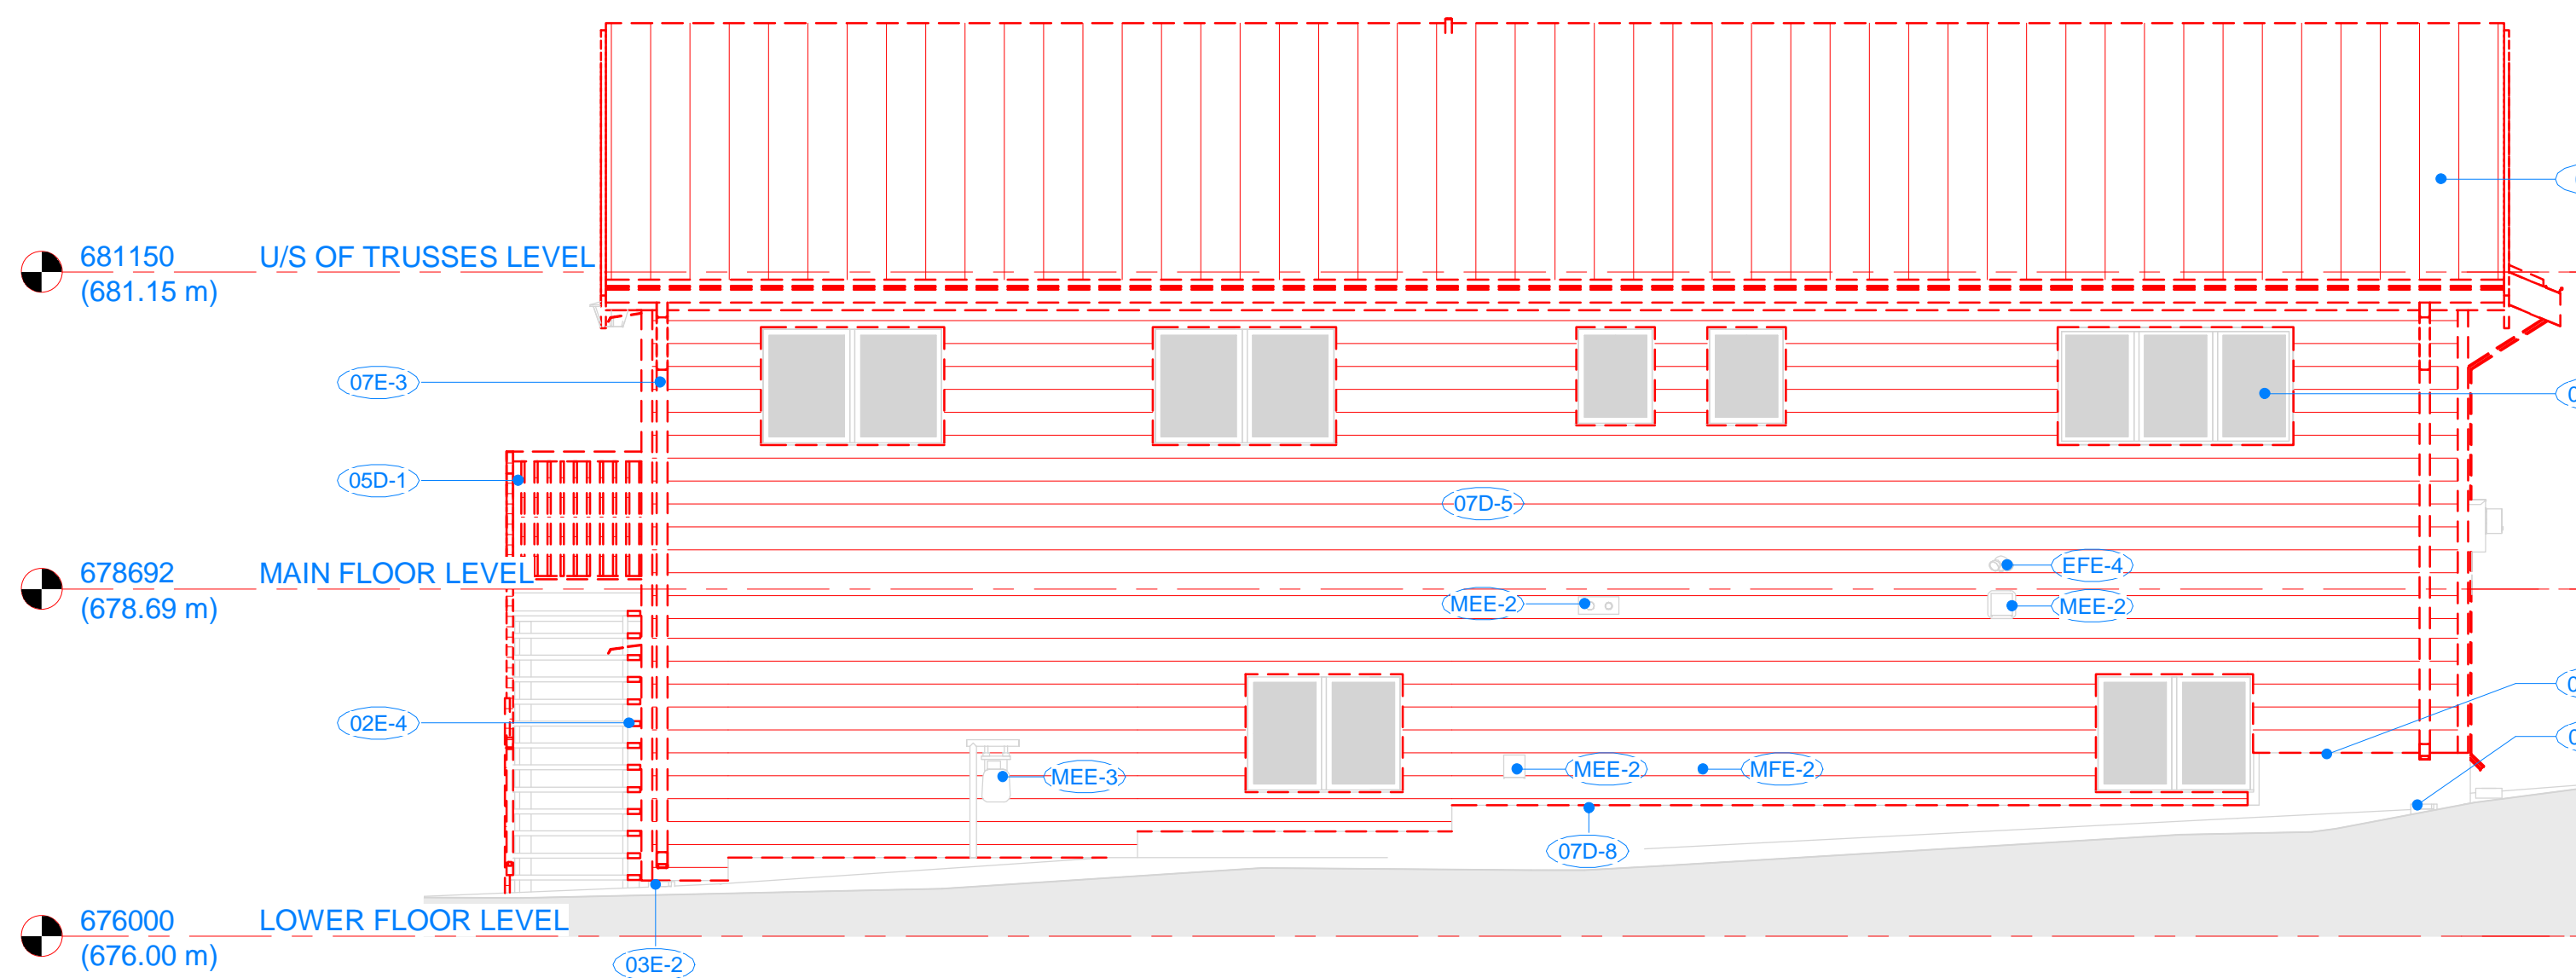 681150 U/S OF TRUSSES LEVEL
(681.15 m)
07E-3
05D-1
07D-5
678692 MAIN FLOOR LEVEL
(678.69 m)
EFE-4
MEE-2
MEE-2
02E-4
MEE-3
MEE-2
MFE-2
07D-8
676000 LOWER FLOOR LEVEL
(676.00 m)
03E-2